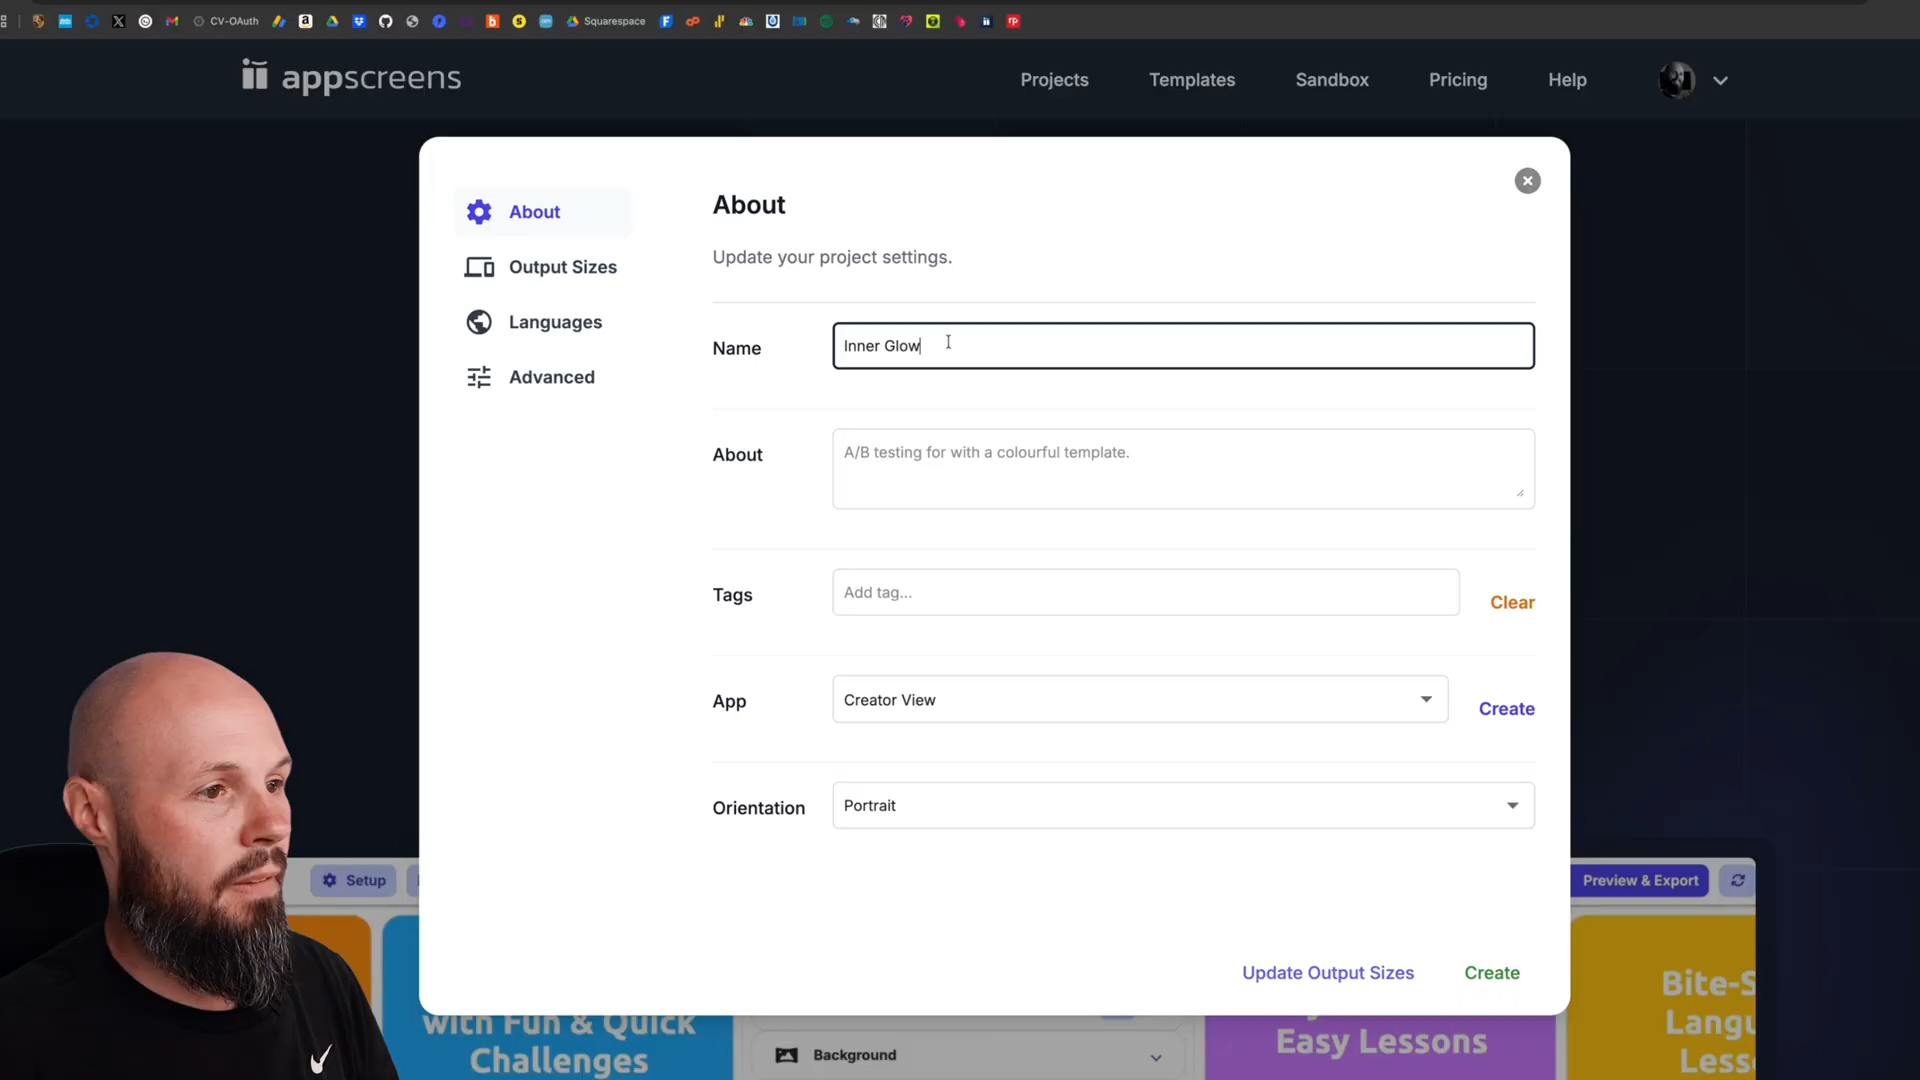 CV-OAuth
Squarespace
appscreens
Projects
Templates
Sandbox
Pricing
Help
About
Output Sizes
Languages
Advanced
About
Update your project settings.
Name
Inner Glow
About
A/B testing for with a colourful template.
Tags
Add tag...
Clear
App
Creator View
Create
Orientation
Portrait
Update Output Sizes
Create
Setup
Preview & Export
with Fun & Quick
Challenges
Background
Easy Lessons
Bite-S
Langu
Less